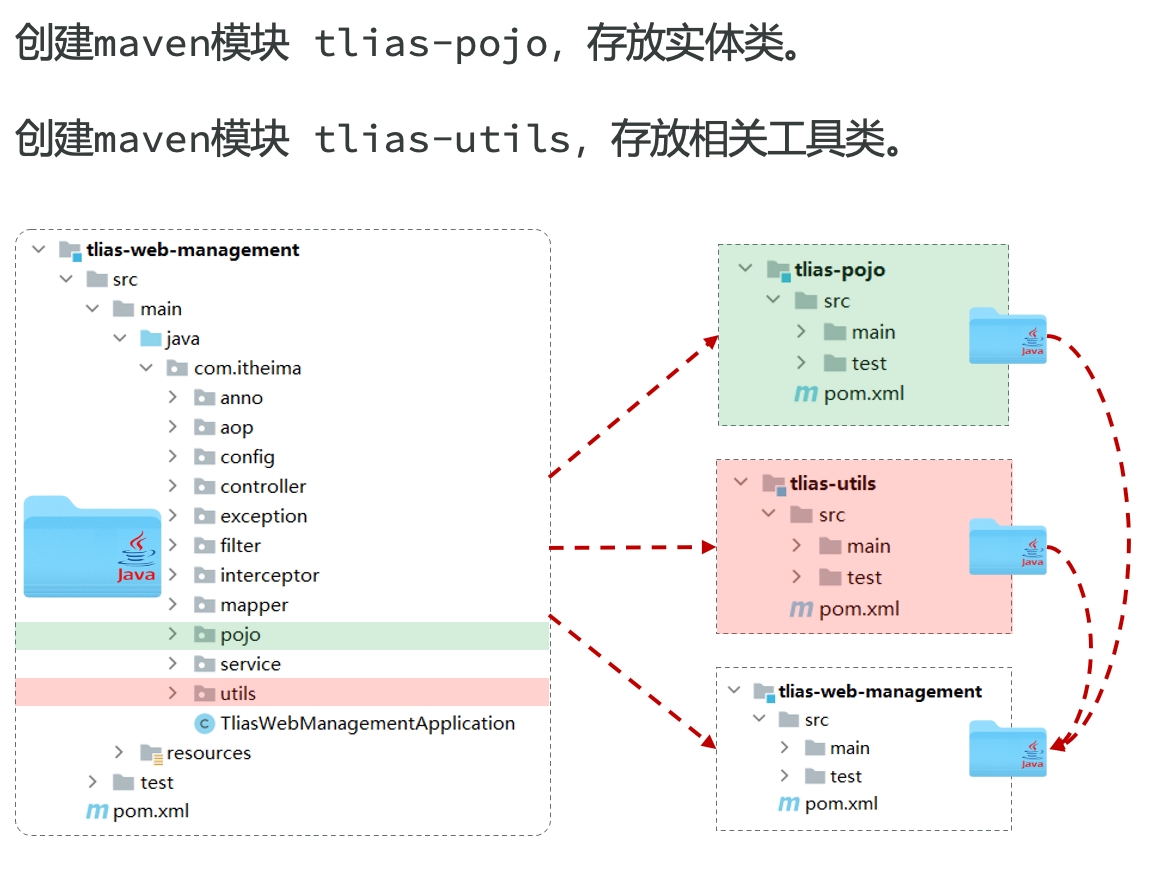 创建maven模块 tlias-pojo，存放实体类。
创建maven模块 tlias-utils，存放相关工具类。
tlias-web-management
src
main
java
com.itheima
anno
aop
config
controller
exception
filter
interceptor
mapper
pojo
service
utils
C TliasWebManagementApplication
resources
test
m pom.xml
Java
tlias-pojo
src
main
test
m pom.xml
Java
tlias-utils
src
main
test
m pom.xml
Java
tlias-web-management
src
main
test
m pom.xml
Java